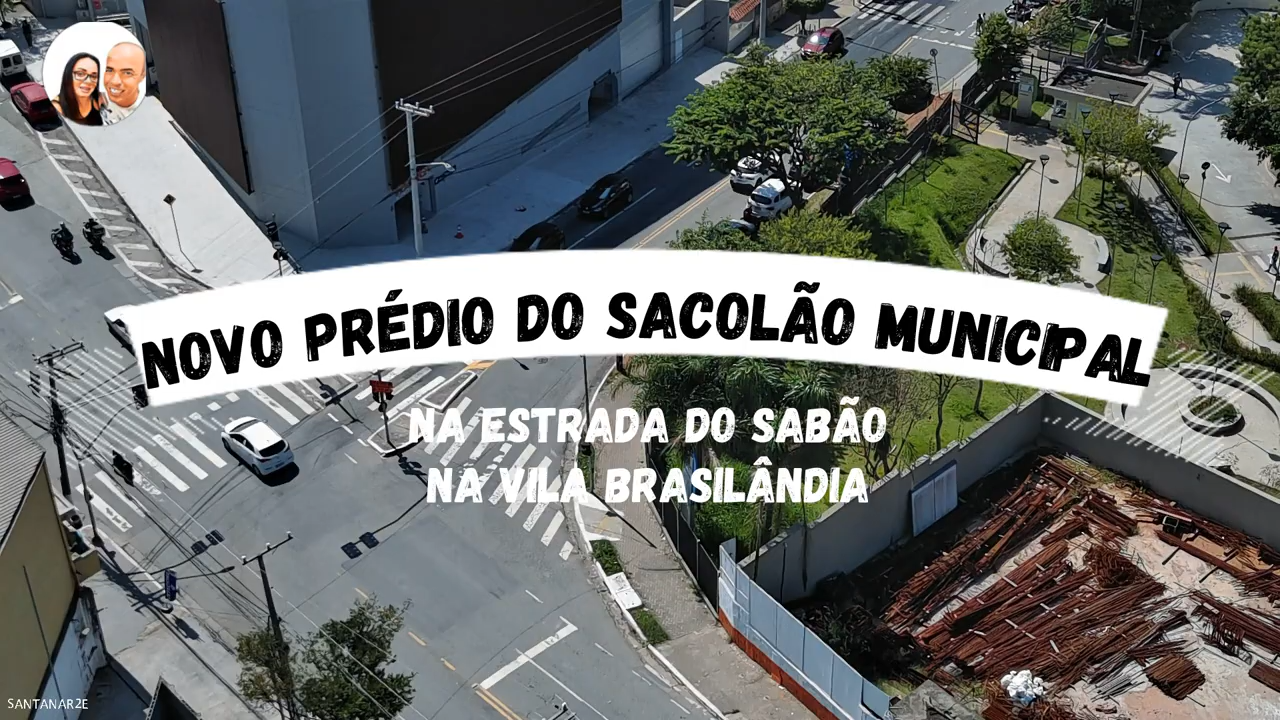 NOVO PRÉDIO DO SACOLÃO MUNICIPAL
NA ESTRADA DO SABÃO
NA VILA BRASILÂNDIA
SANTANAR2E